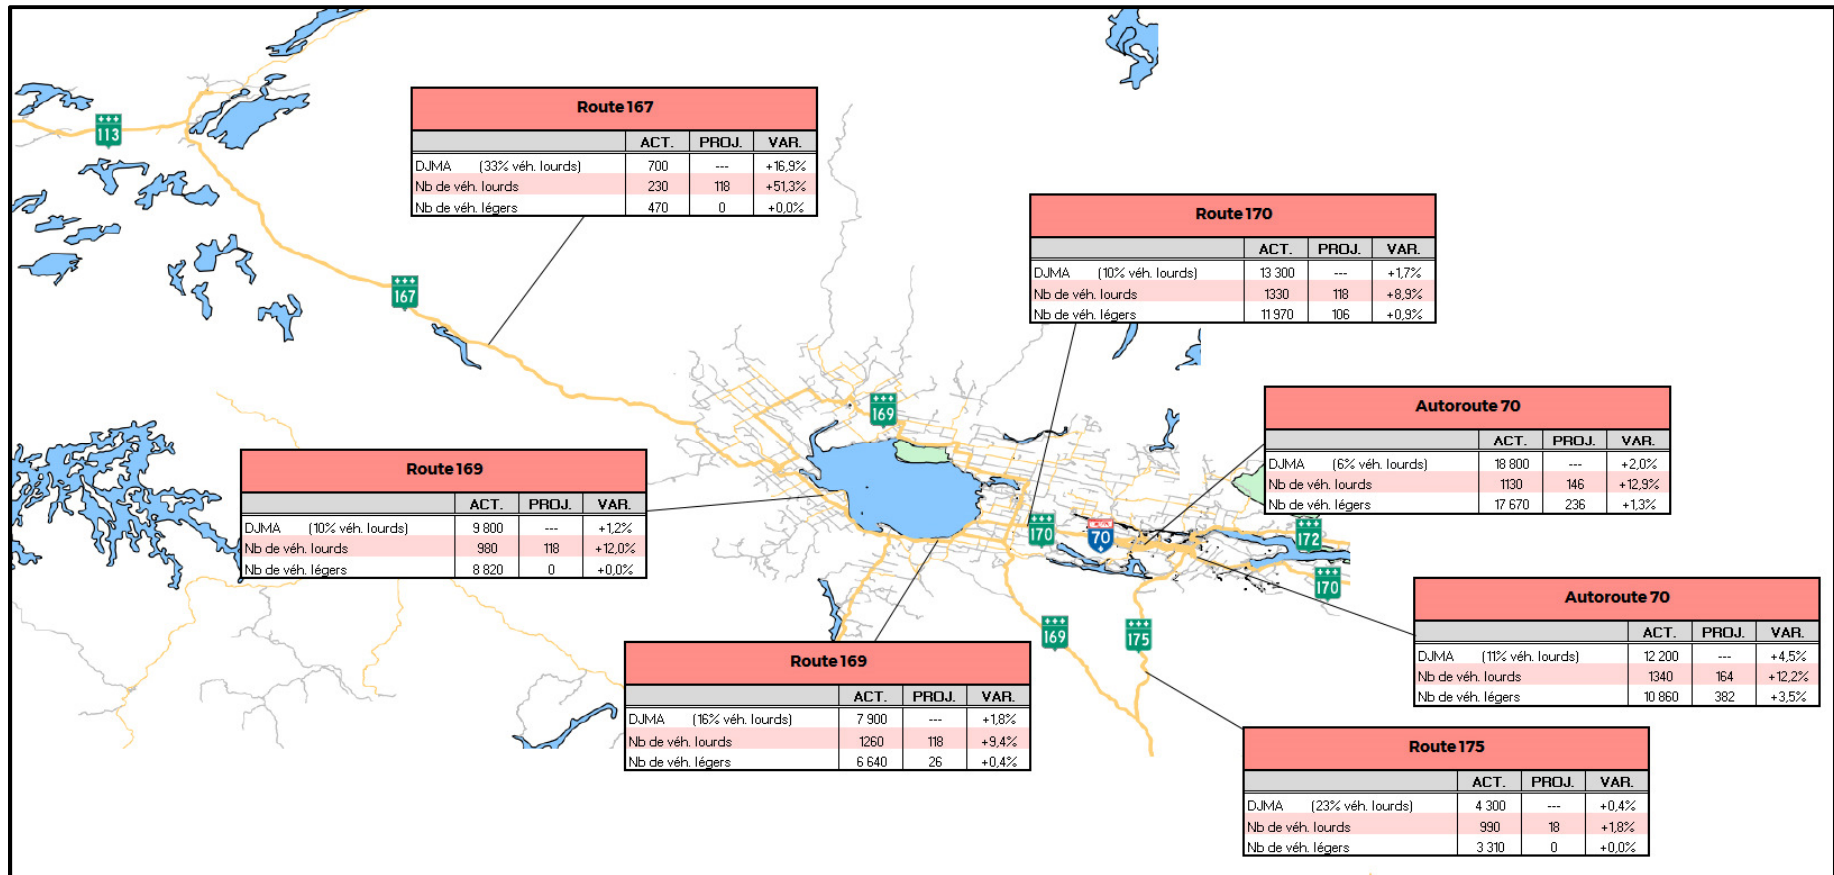 113
Route 167
ACT. PROJ. VAR.
DJMA (33% véh. lourds) 700 --- +16,9%
Nb de véh. lourds 230 118 +51,3%
Nb de véh. légers 470 0 +0,0%
167
Route 170
ACT. PROJ. VAR.
DJMA (10% véh. lourds) 13 300 --- +1,7%
Nb de véh. lourds 1330 118 +8,9%
Nb de véh. légers 11 970 106 +0,9%
169
Autoroute 70
ACT. PROJ. VAR.
DJMA (6% véh. lourds) 18 800 --- +2,0%
Nb de véh. lourds 1130 146 +12,9%
Nb de véh. légers 17 670 236 +1,3%
Route 169
ACT. PROJ. VAR.
DJMA (10% véh. lourds) 9 800 --- +1,2%
Nb de véh. lourds 980 118 +12,0%
Nb de véh. légers 8 820 0 +0,0%
170
70
172
170
Autoroute 70
ACT. PROJ. VAR.
DJMA (11% véh. lourds) 12 200 --- +4,5%
Nb de véh. lourds 1340 164 +12,2%
Nb de véh. légers 10 860 382 +3,5%
169
175
Route 169
ACT. PROJ. VAR.
DJMA (16% véh. lourds) 7 900 --- +1,8%
Nb de véh. lourds 1260 118 +9,4%
Nb de véh. légers 6 640 26 +0,4%
Route 175
ACT. PROJ. VAR.
DJMA (23% véh. lourds) 4 300 --- +0,4%
Nb de véh. lourds 990 18 +1,8%
Nb de véh. légers 3 310 0 +0,0%